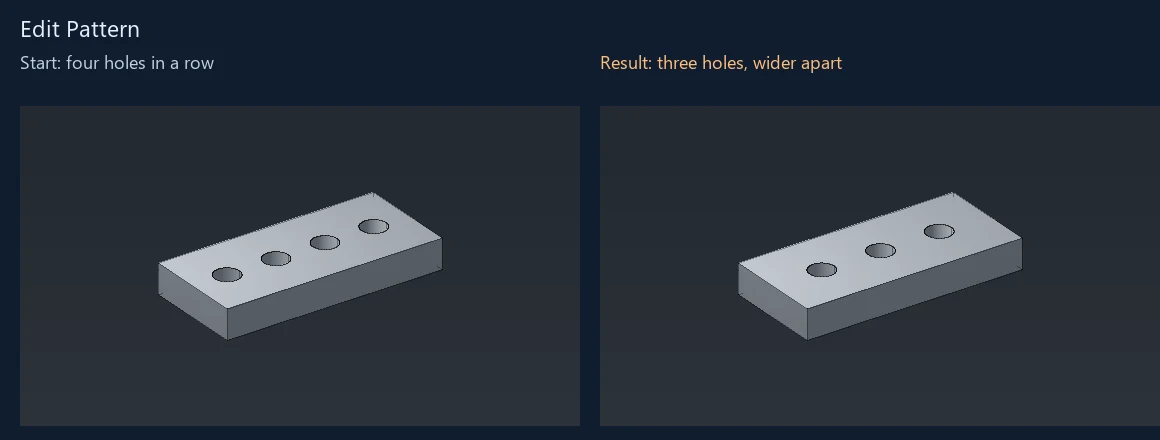 Edit Pattern
Start: four holes in a row
Result: three holes, wider apart